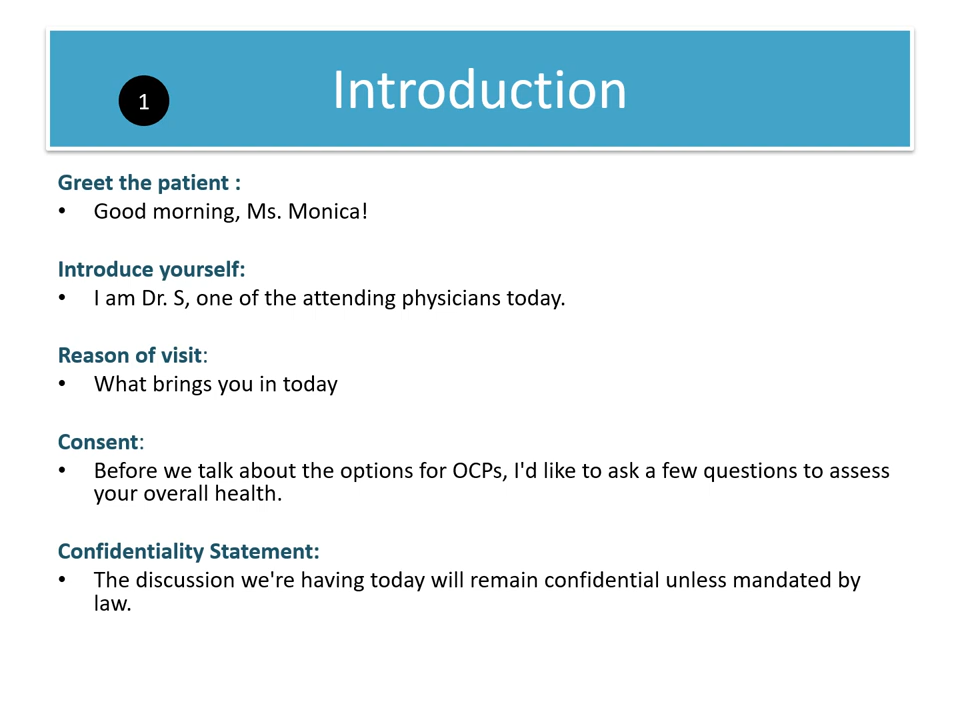 1
Introduction
Greet the patient :
• Good morning, Ms. Monica!
Introduce yourself:
• I am Dr. S, one of the attending physicians today.
Reason of visit:
• What brings you in today
Consent:
• Before we talk about the options for OCPs, I'd like to ask a few questions to assess
your overall health.
Confidentiality Statement:
• The discussion we're having today will remain confidential unless mandated by
law.